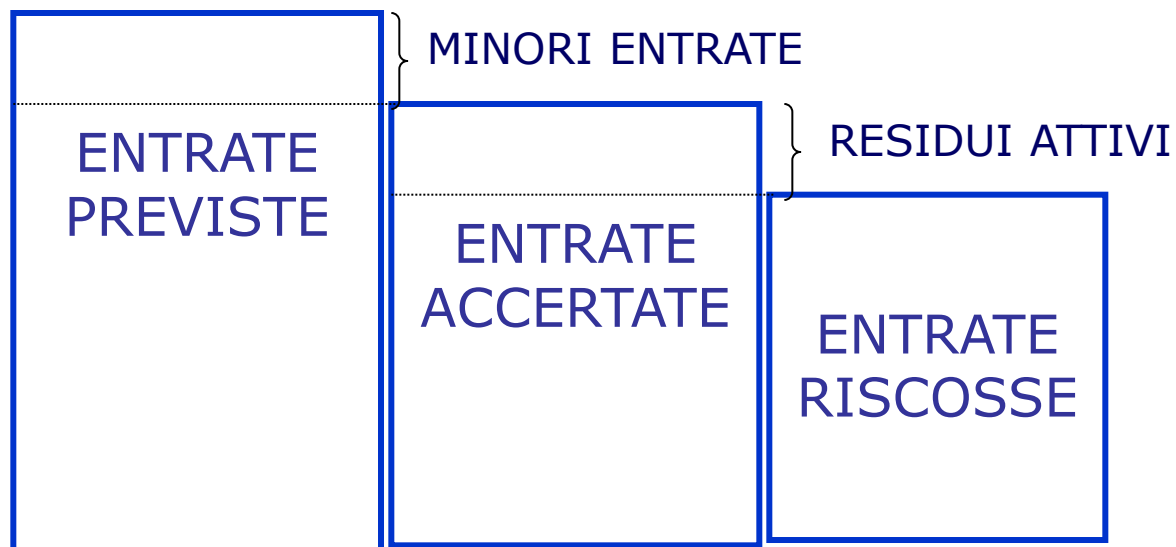 MINORI ENTRATE
ENTRATE
PREVISTE
RESIDUI ATTIVI
ENTRATE
ACCERTATE
ENTRATE
RISCOSSE